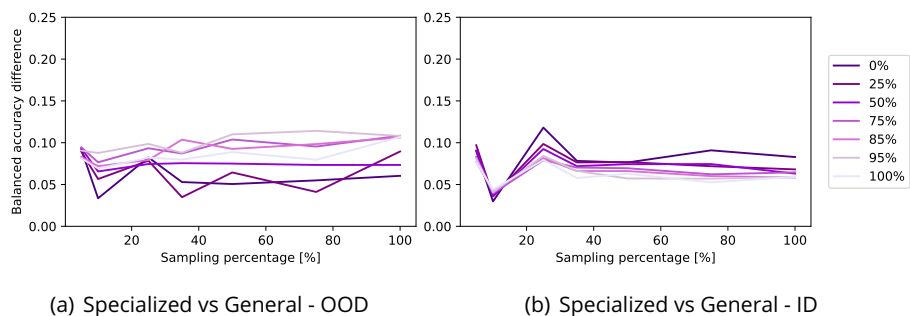 Balanced accuracy difference
0.25
0.20
0.15
0.10
0.05
0.00
20 40 60 80 100
Sampling percentage [%]
(a) Specialized vs General - OOD
0.25
0.20
0.15
0.10
0.05
0.00
20 40 60 80 100
Sampling percentage [%]
(b) Specialized vs General - ID
0%
25%
50%
75%
85%
95%
100%